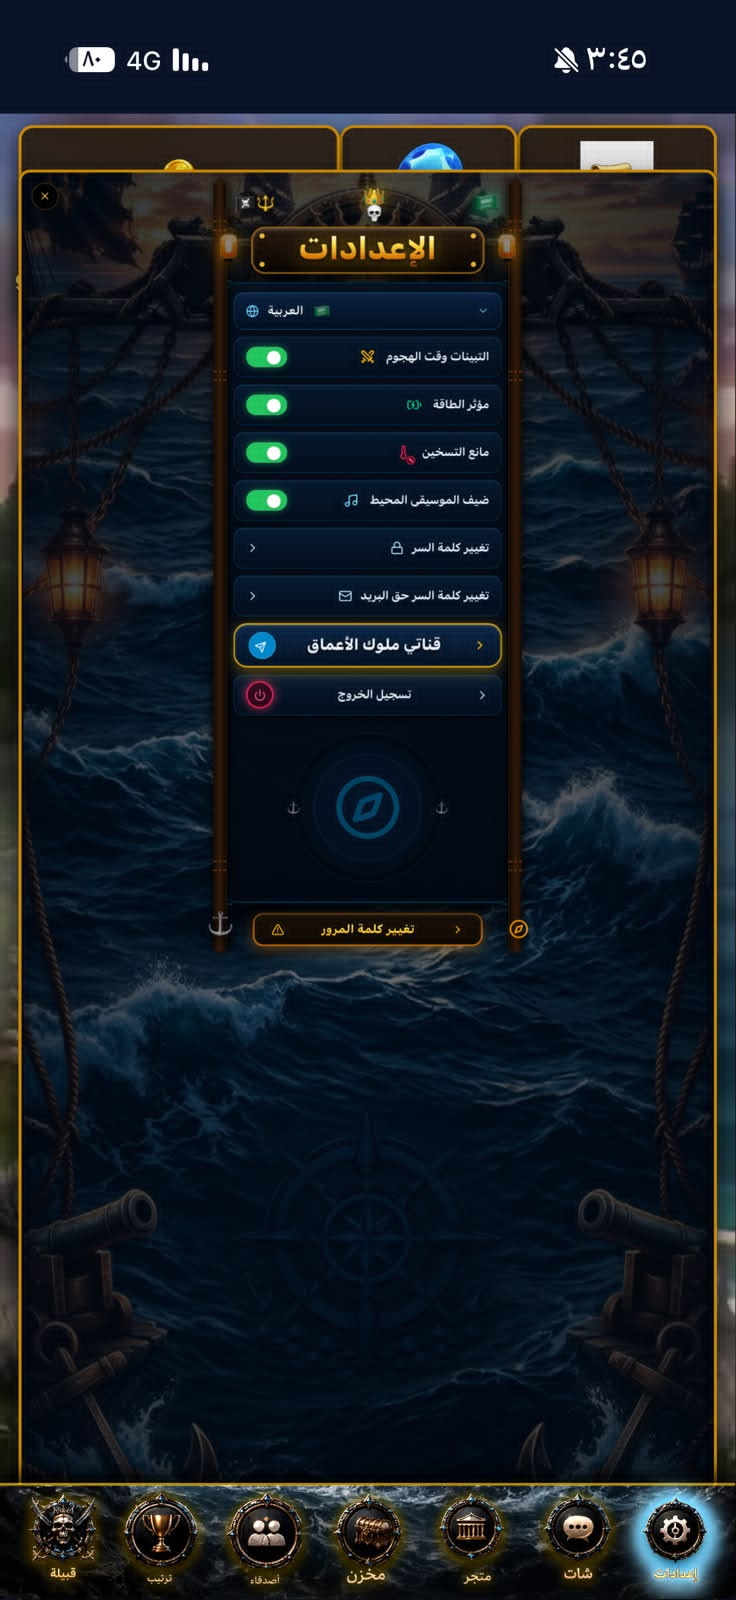 ٣:٤٥
4G
٨٠
الإعدادات
العربية
التبينات وقت الهجوم
مؤثر الطاقة
مانع التسخين
ضيف الموسيقى المحيط
تغيير كلمة السر
تغيير كلمة السر حق البريد
قناتي ملوك الأعماق
تسجيل الخروج
تغيير كلمة المرور
إعدادات
شات
متجر
مخزن
أصدقاء
ترتيب
قبيلة